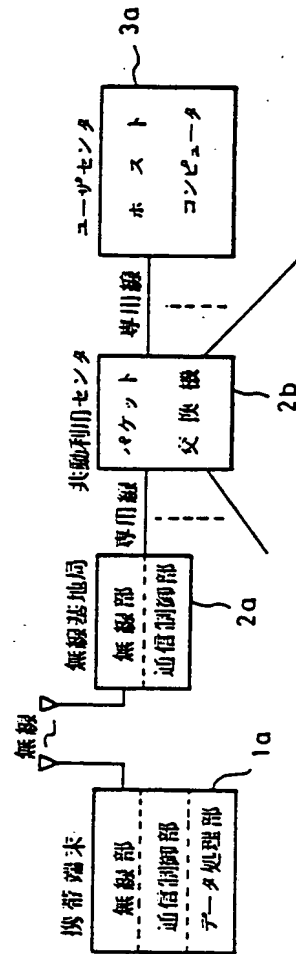 携帯端末
無線部
通信制御部
データ処理部
1a
無線
無線基地局
無線部
通信制御部
2a
専用線
共動利用センタ
パケット
交換機
2b
専用線
ユーザセンタ
ホスト
コンピュータ
3a